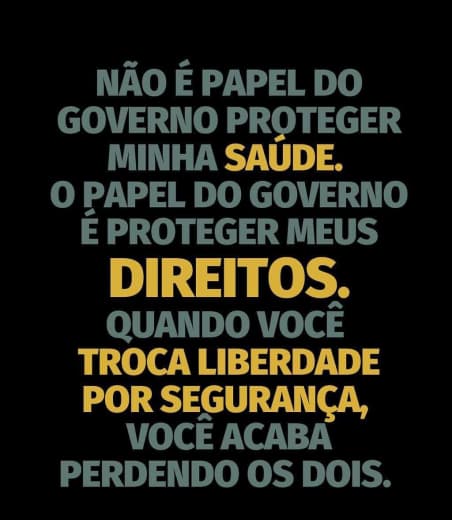 NÃO É PAPEL DO
GOVERNO PROTEGER
MINHA SAÚDE.
O PAPEL DO GOVERNO
É PROTEGER MEUS
DIREITOS.
QUANDO VOCÊ
TROCA LIBERDADE
POR SEGURANÇA,
VOCÊ ACABA
PERDENDO OS DOIS.